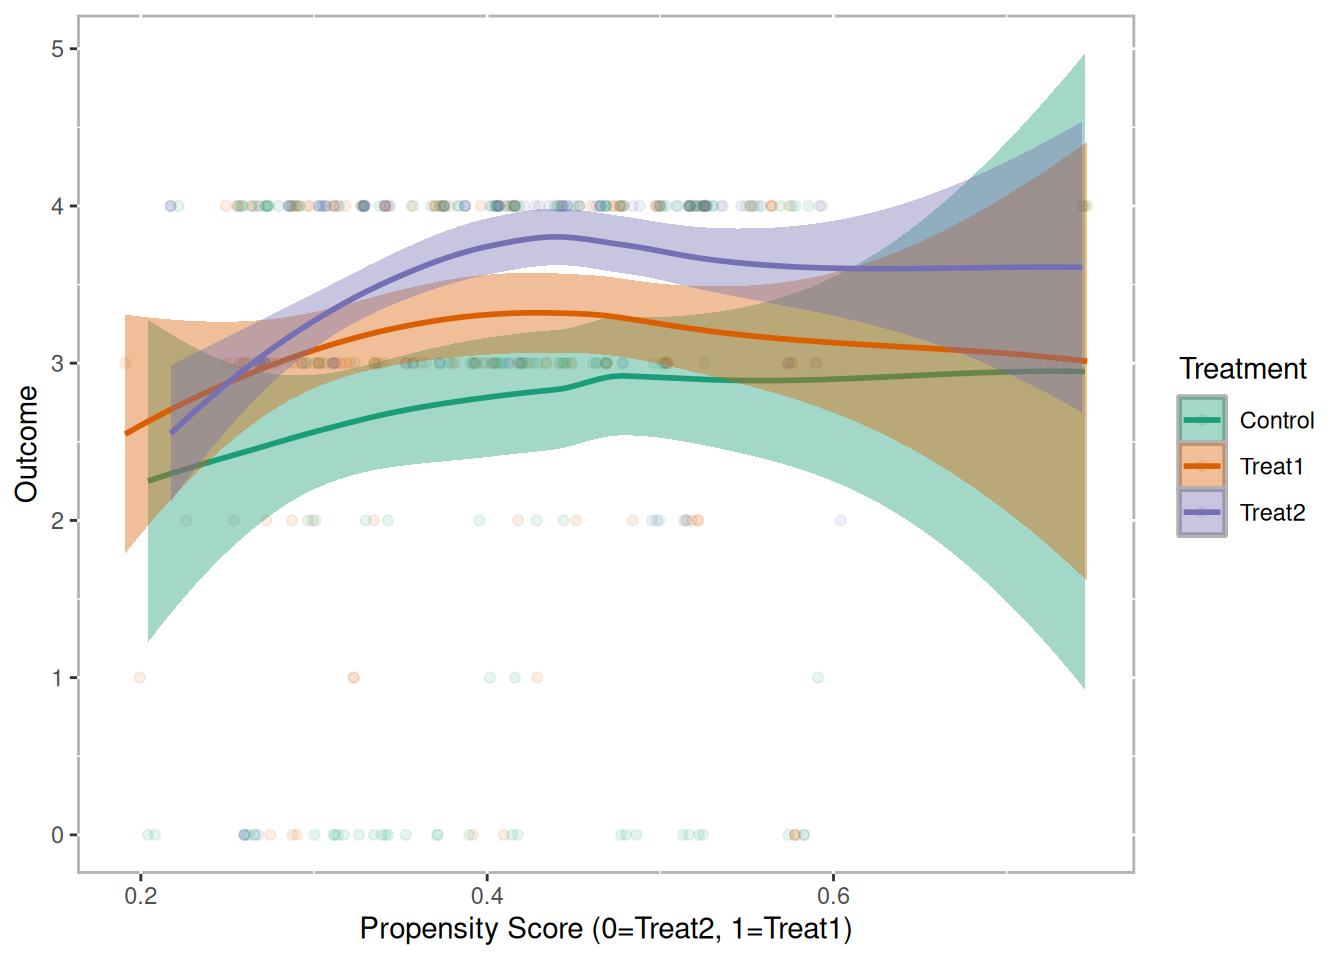 5
4
3
2
1
0
Outcome
0.2
0.4
0.6
Propensity Score (0=Treat2, 1=Treat1)
Treatment
Control
Treat1
Treat2